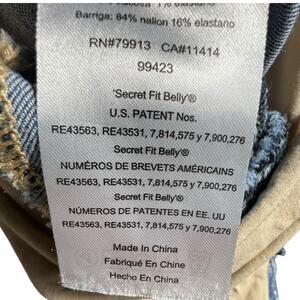 1% elastano
Barriga: 84% nailon 16% elastano
RN#79913 CA#11414
99423
'Secret Fit Belly'®
U.S. PATENT Nos.
RE43563, RE43531, 7,814,575 y 7,900,276
Secret Fit Belly'®
NUMÉROS DE BREVETS AMÉRICAINS
RE43563, RE43531, 7,814,575 y 7,900,276
Secret Fit Belly'®
NÚMEROS DE PATENTES EN EE. UU
RE43563, RE43531, 7,814,575 y 7,900,276
Made In China
Fabriqué En Chine
Hecho En China